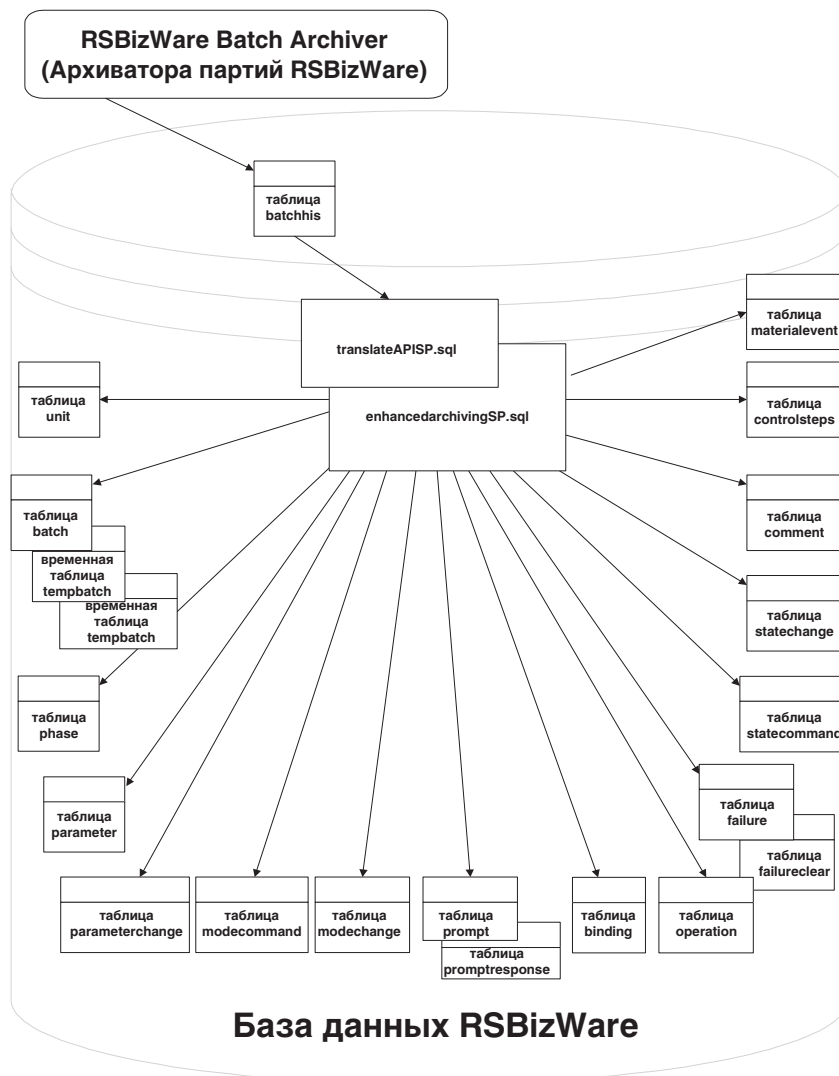 RSBizWare Batch Archiver
(Архиватора партий RSBizWare)
таблица
batchhis
translateAPISP.sql
enhancedarchivingSP.sql
таблица
materialevent
таблица
unit
таблица
controlsteps
таблица
batch
временная
таблица
tempbatch
временная
таблица
tempbatch
таблица
comment
таблица
statechange
таблица
phase
таблица
statecommand
таблица
parameter
таблица
failure
таблица
failureclear
таблица
parameterchange
таблица
modecommand
таблица
modechange
таблица
prompt
таблица
promptresponse
таблица
binding
таблица
operation
База данных RSBizWare